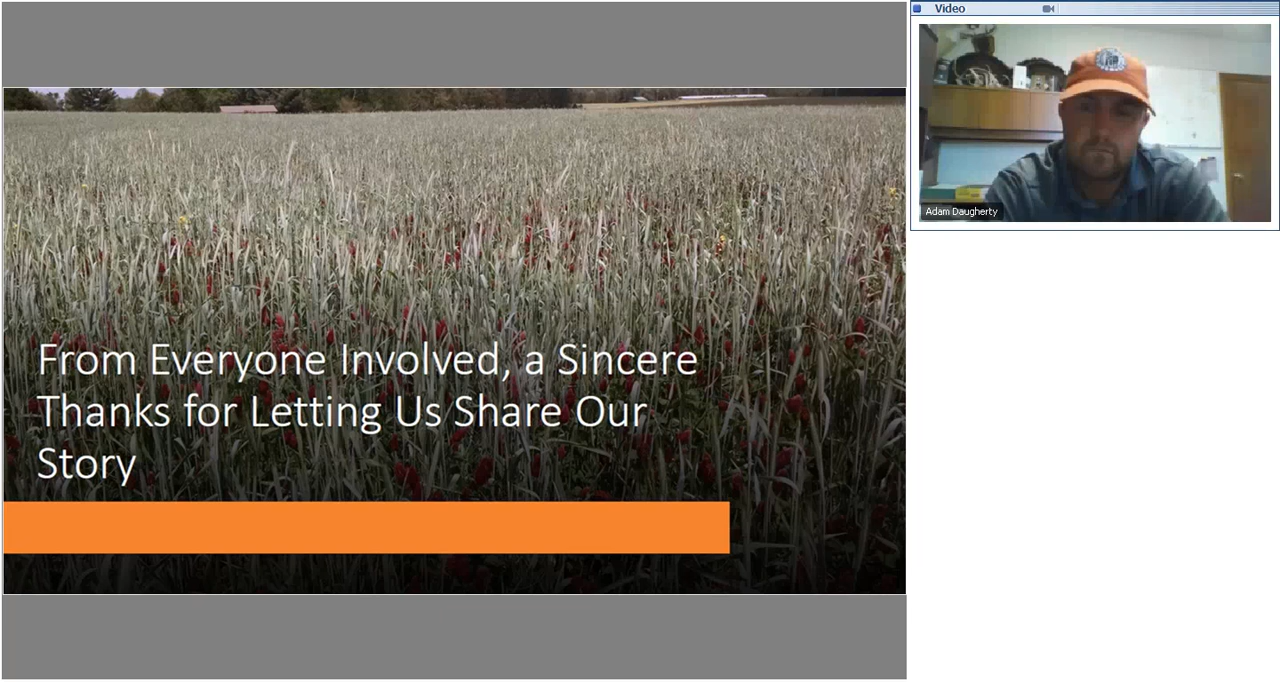 Video
Adam Daugherty
From Everyone Involved, a Sincere
Thanks for Letting Us Share Our
Story